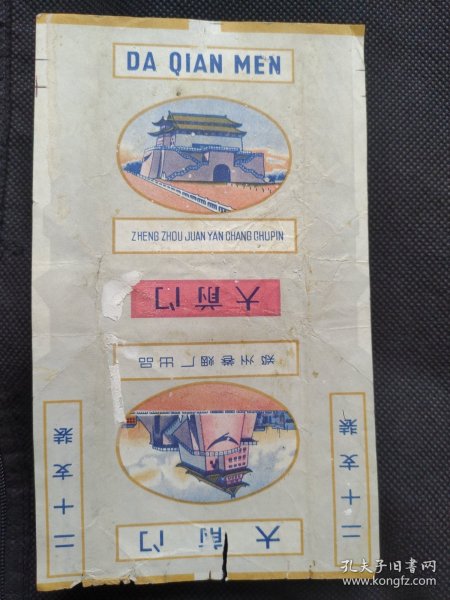 DA QIAN MEN
ZHENG ZHOU JUAN YAN CHANG CHUPIN
大前门
郑州卷烟厂出品
二十支装
二十支装
大前门
孔夫子旧书网
www.kongfz.com